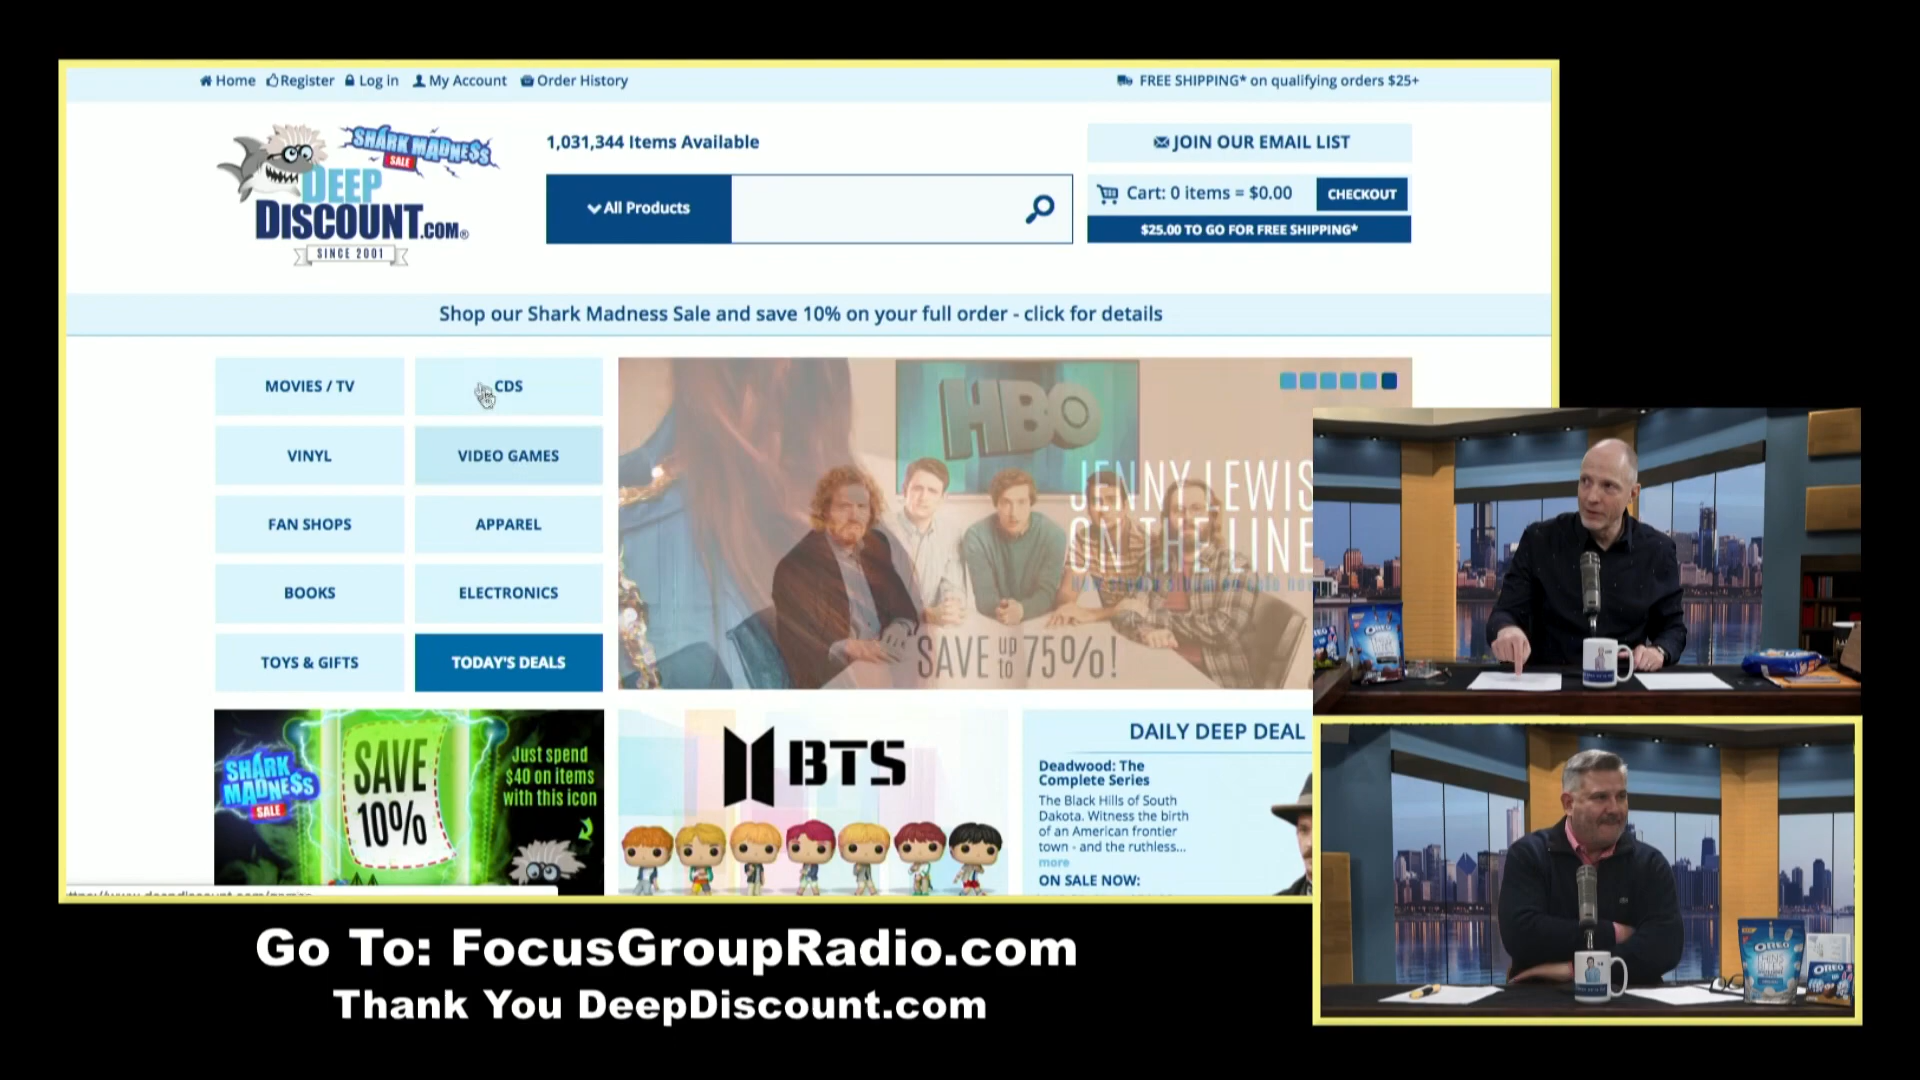 Home Register Log in My Account Order History
FREE SHIPPING* on qualifying orders $25+
SHARK MADNE$S
SALE
DEEP
DISCOUNT.COM®
SINCE 2001
1,031,344 Items Available
All Products
JOIN OUR EMAIL LIST
Cart: 0 items = $0.00 CHECKOUT
$25.00 TO GO FOR FREE SHIPPING*
Shop our Shark Madness Sale and save 10% on your full order - click for details
MOVIES / TV CDS
VINYL VIDEO GAMES
FAN SHOPS APPAREL
BOOKS ELECTRONICS
TOYS & GIFTS TODAY'S DEALS
HBO
JENNY LEWIS
ON THE LINE
SAVE up to 75%!
SHARK
MADNE$S
SALE
SAVE
10%
Just spend
$40 on items
with this icon
BTS
DAILY DEEP DEAL
Deadwood: The
Complete Series
The Black Hills of South
Dakota. Witness the birth
of an American frontier
town - and the ruthless...
more
ON SALE NOW:
OREO
OREO
THINS
OREO
Go To: FocusGroupRadio.com
Thank You DeepDiscount.com